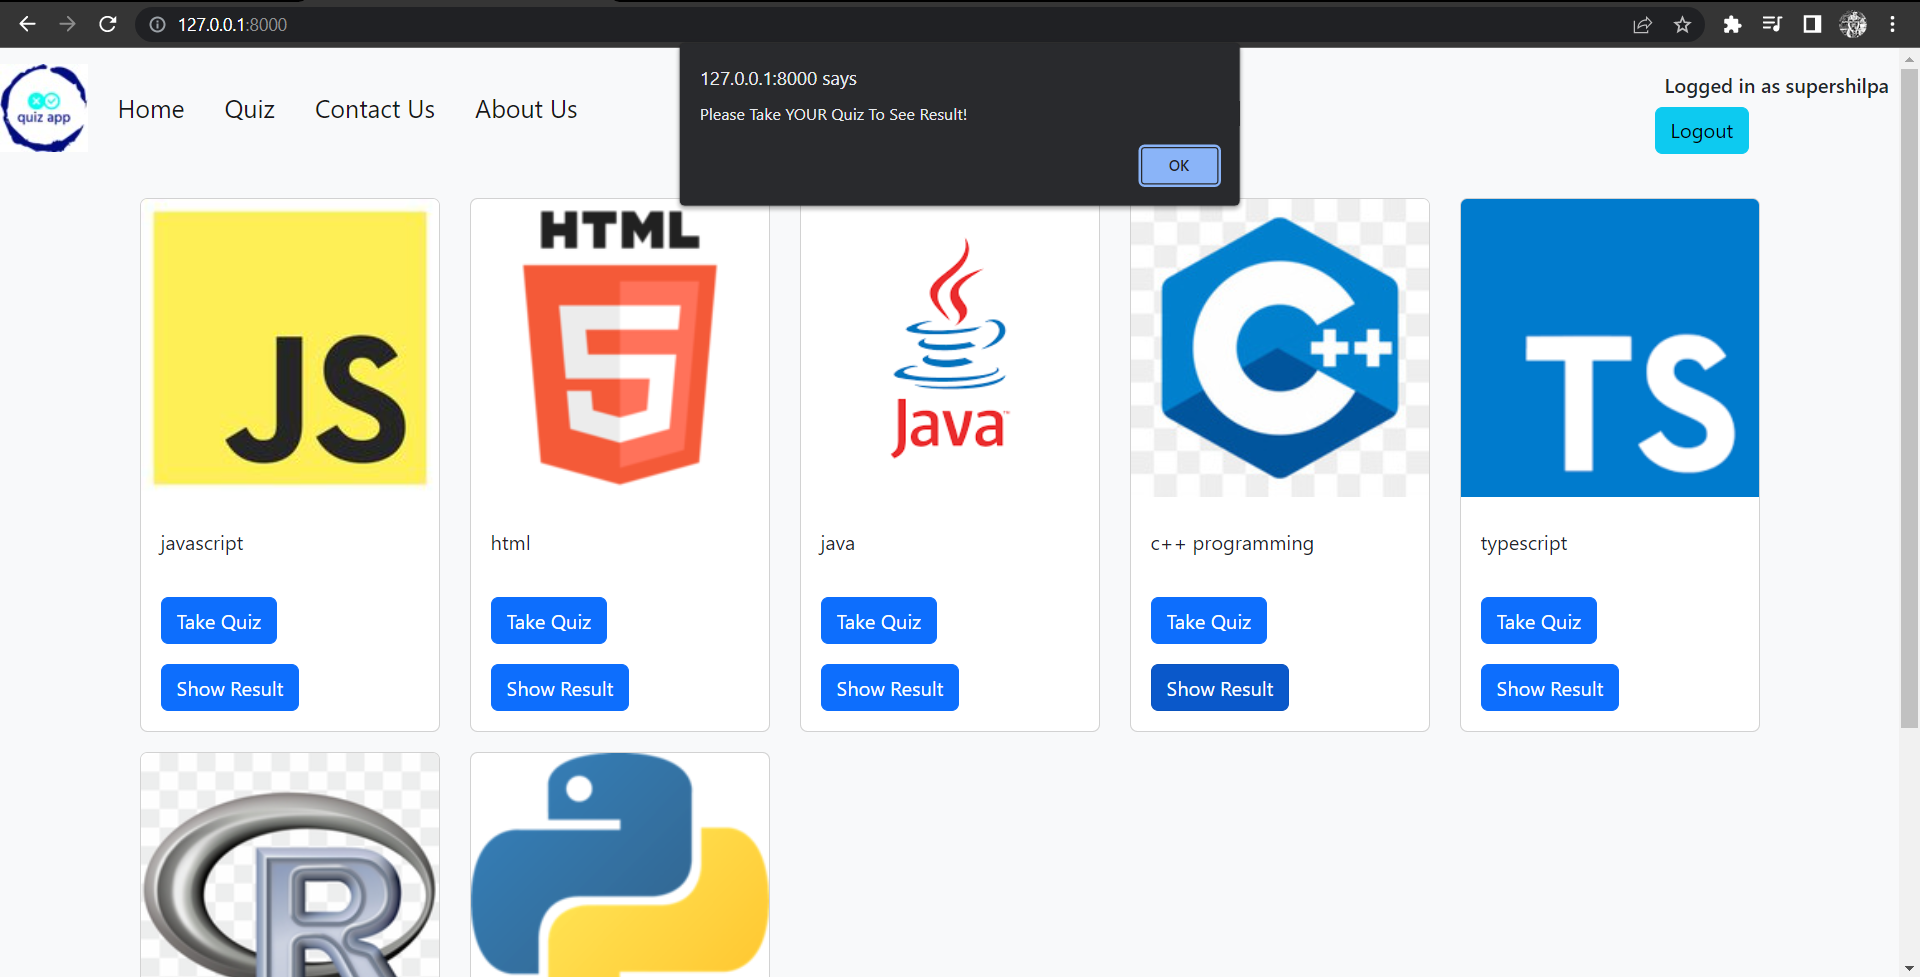 127.0.0.1:8000
127.0.0.1:8000 says
Please Take YOUR Quiz To See Result!
OK
quiz app
Home Quiz Contact Us About Us
Logged in as supershilpa
Logout
JS
HTML
5
Java™
C++
TS
javascript
html
java
c++ programming
typescript
Take Quiz Take Quiz Take Quiz Take Quiz Take Quiz
Show Result Show Result Show Result Show Result Show Result
R